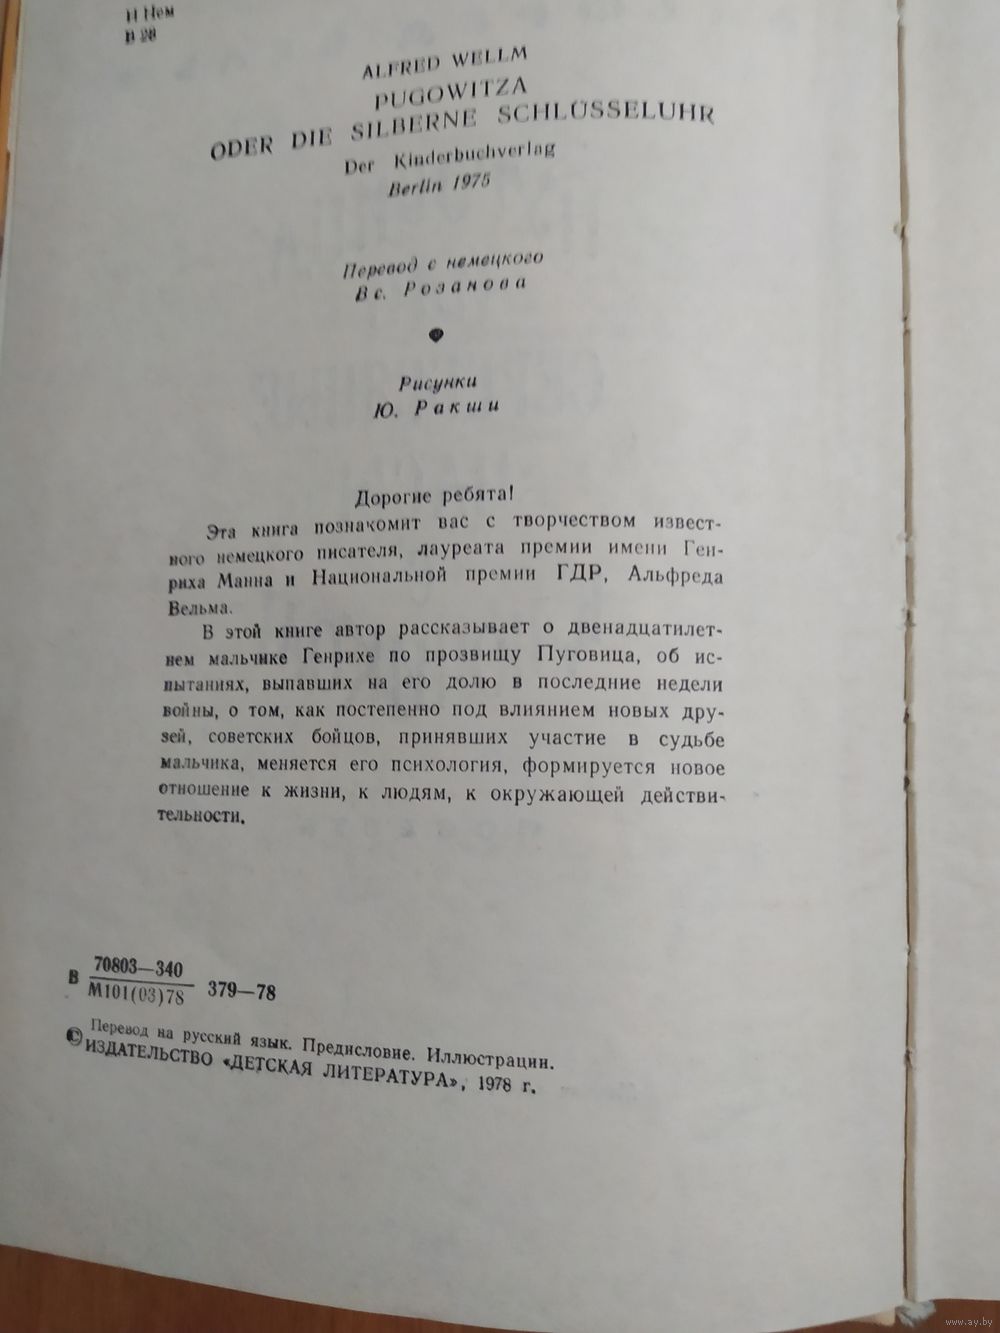 И Нем
В 28
ALFRED WELLM
PUGOWITZA
ODER DIE SILBERNE SCHLÜSSELUHR
Der Kinderbuchverlag
Berlin 1975
Перевод с немецкого
Вс. Розанова
Рисунки
Ю. Ракши
Дорогие ребята!
Эта книга познакомит вас с творчеством извест-
ного немецкого писателя, лауреата премии имени Ген-
риха Манна и Национальной премии ГДР, Альфреда
Вельма.
В этой книге автор рассказывает о двенадцатилет-
нем мальчике Генрихе по прозвищу Пуговица, об ис-
пытаниях, выпавших на его долю в последние недели
войны, о том, как постепенно под влиянием новых дру-
зей, советских бойцов, принявших участие в судьбе
мальчика, меняется его психология, формируется новое
отношение к жизни, к людям, к окружающей действи-
тельности.
В 70803—340
М101(03)78 379—78
© Перевод на русский язык. Предисловие. Иллюстрации.
ИЗДАТЕЛЬСТВО «ДЕТСКАЯ ЛИТЕРАТУРА», 1978 г.
www.ay.by